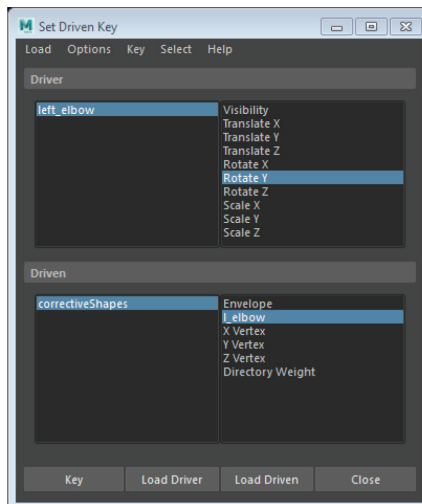 Set Driven Key
Load Options Key Select Help
Driver
left_elbow
Visibility
Translate X
Translate Y
Translate Z
Rotate X
Rotate Y
Rotate Z
Scale X
Scale Y
Scale Z
Driven
correctiveShapes
Envelope
l_elbow
X Vertex
Y Vertex
Z Vertex
Directory Weight
Key Load Driver Load Driven Close